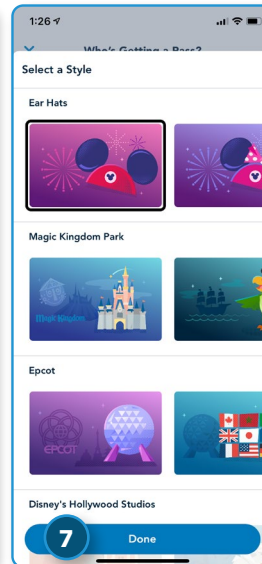 1:26
Who's Getting a Pass?
Select a Style
Ear Hats
Magic Kingdom Park
Magic Kingdom
Epcot
EPCOT
Disney's Hollywood Studios
7
Done